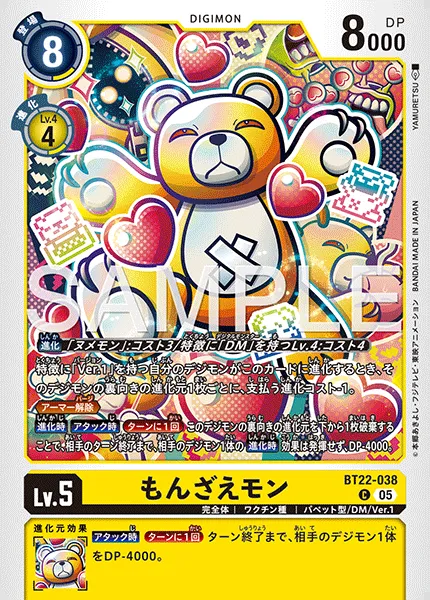 DIGIMON
登場
8
8000
DP
進化
Lv.4
4
YAMURETSU
©本郷あきよし・フジテレビ・東映アニメーション BANDAI MADE IN JAPAN
SAMPLE
進化 「ヌメモン」:コスト3/特徴に「DM」を持つLv.4:コスト4
特徴に「Ver.1」を持つ自分のデジモンがこのカードに進化するとき、そ
のデジモンの裏向きの進化元1枚ごとに、支払う進化コスト-1。
アーマー解除
進化時 アタック時 ターンに1回 このデジモンの裏向きの進化元を下から1枚破棄する
ことで、相手のターン終了まで、相手のデジモン1体の、進化時効果は発揮せず、DP-4000。
Lv.5
もんざえモン
BT22-038
C 05
完全体 | ワクチン種 | パペット型/DM/Ver.1
進化元効果
アタック時 ターンに1回 ターン終了まで、相手のデジモン1体
をDP-4000。